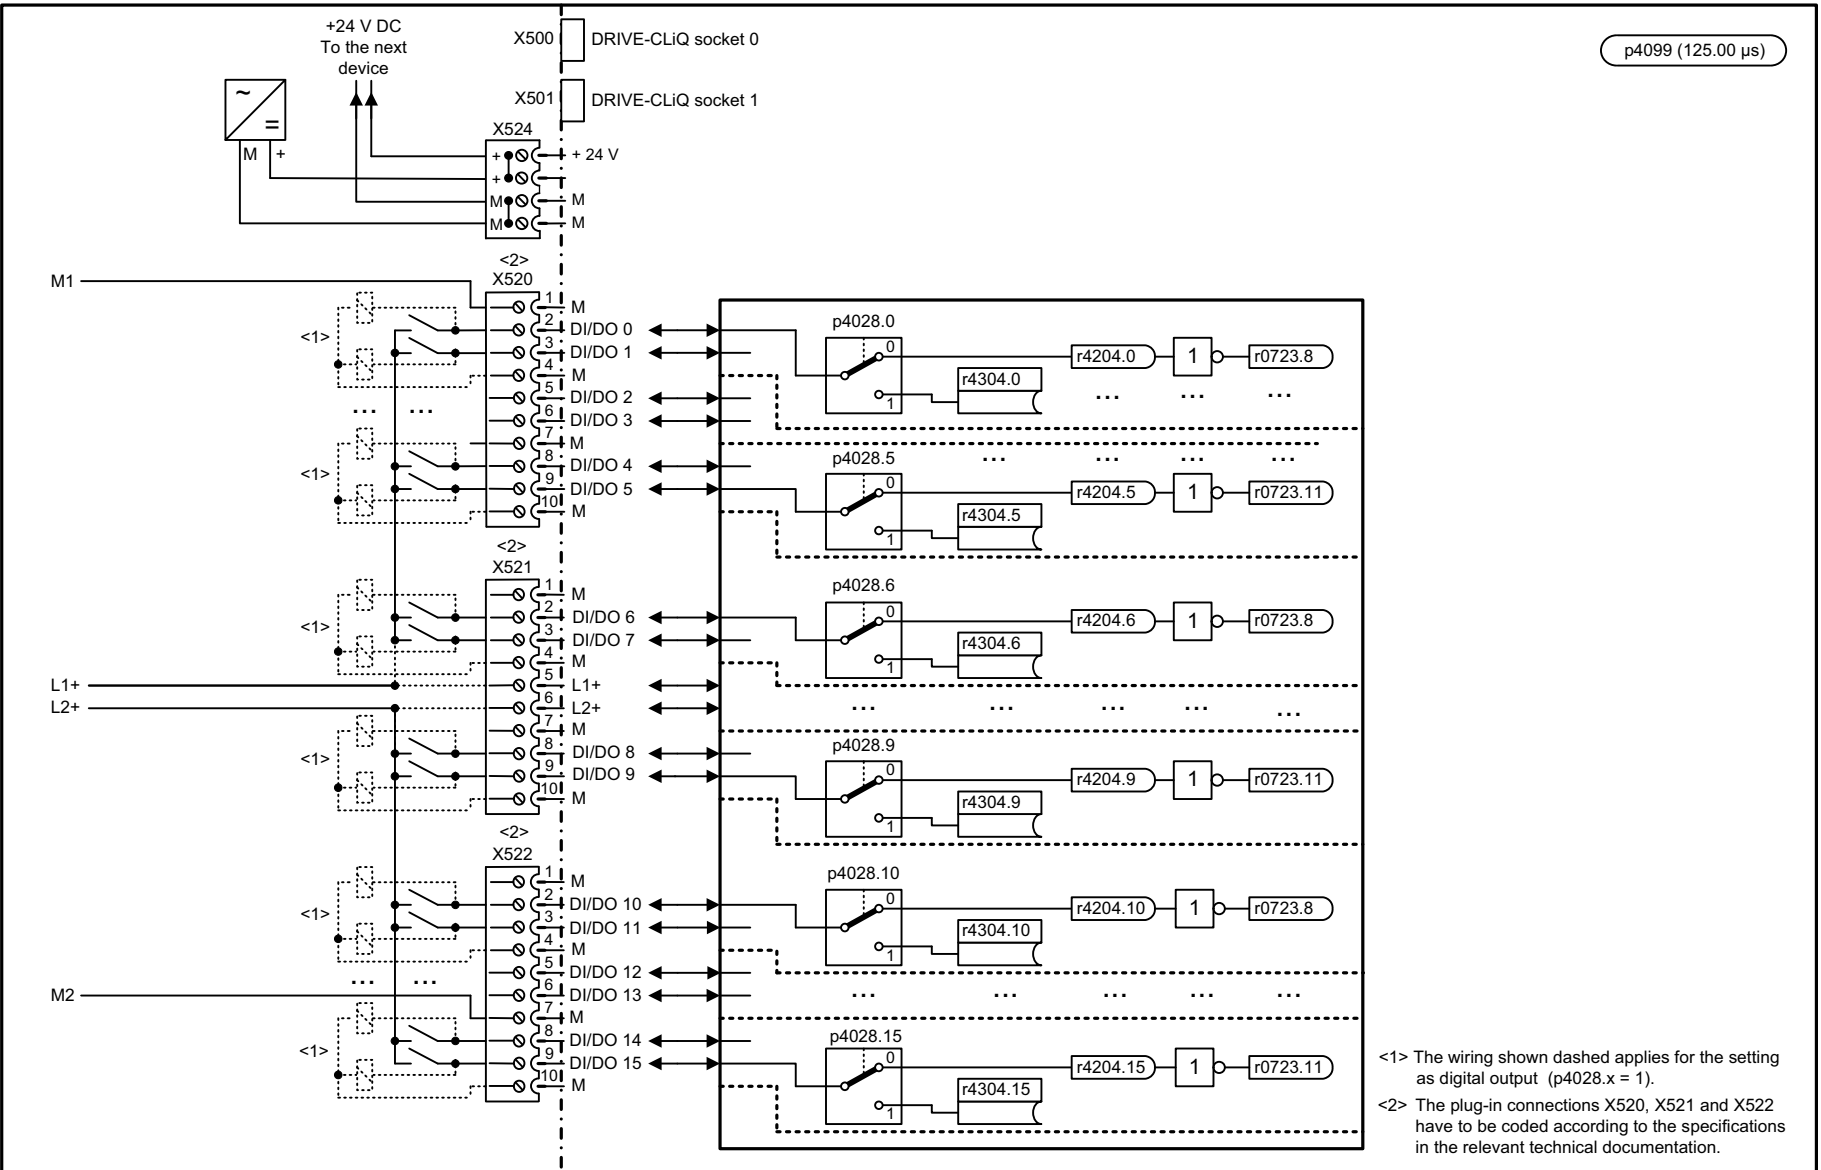 +24 V DC
To the next
device
X500 DRIVE-CLiQ socket 0
p4099 (125.00 µs)
X501 DRIVE-CLiQ socket 1
~
=
M +
X524
+ + 24 V
+
M M
M M
<2>
M1 X520
1 M
2 DI/DO 0
3 DI/DO 1
4 M
5 DI/DO 2
6 DI/DO 3
7 M
8 DI/DO 4
9 DI/DO 5
10 M
<1>
... ...
<1>
p4028.0
0
1
r4204.0 1 r0723.8
r4304.0
... ... ...
... ... ... ...
p4028.5
0
1
r4204.5 1 r0723.11
r4304.5
<2>
X521
1 M
2 DI/DO 6
3 DI/DO 7
4 M
5 L1+
6 L2+
7 M
8 DI/DO 8
9 DI/DO 9
10 M
<1>
L1+
L2+
<1>
p4028.6
0
1
r4204.6 1 r0723.8
r4304.6
... ... ... ... ...
p4028.9
0
1
r4204.9 1 r0723.11
r4304.9
<2>
X522
1 M
2 DI/DO 10
3 DI/DO 11
4 M
5 DI/DO 12
6 DI/DO 13
7 M
8 DI/DO 14
9 DI/DO 15
10 M
<1>
... ...
M2
<1>
p4028.10
0
1
r4204.10 1 r0723.8
r4304.10
... ... ... ... ...
p4028.15
0
1
r4204.15 1 r0723.11
r4304.15
<1> The wiring shown dashed applies for the setting
as digital output (p4028.x = 1).
<2> The plug-in connections X520, X521 and X522
have to be coded according to the specifications
in the relevant technical documentation.